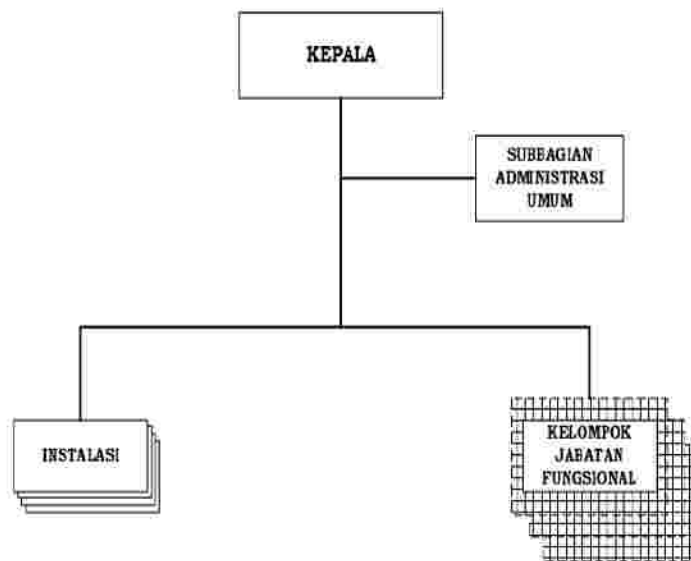 KEPALA
SUBBAGIAN
ADMINISTRASI
UMUM
INSTALASI
KELOMPOK
JABATAN
FUNGSIONAL